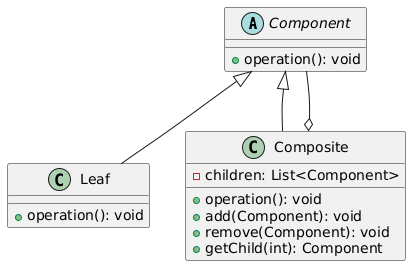 A Component
operation(): void
C Leaf
operation(): void
C Composite
children: List<Component>
operation(): void
add(Component): void
remove(Component): void
getChild(int): Component